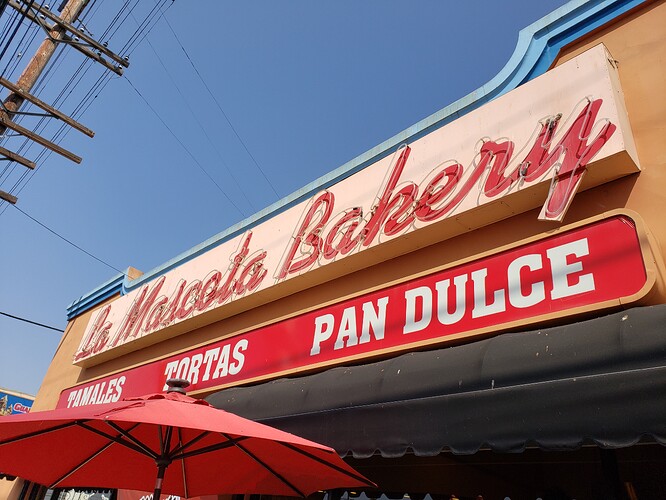 La Mascota Bakery
TAMALES TORTAS PAN DULCE